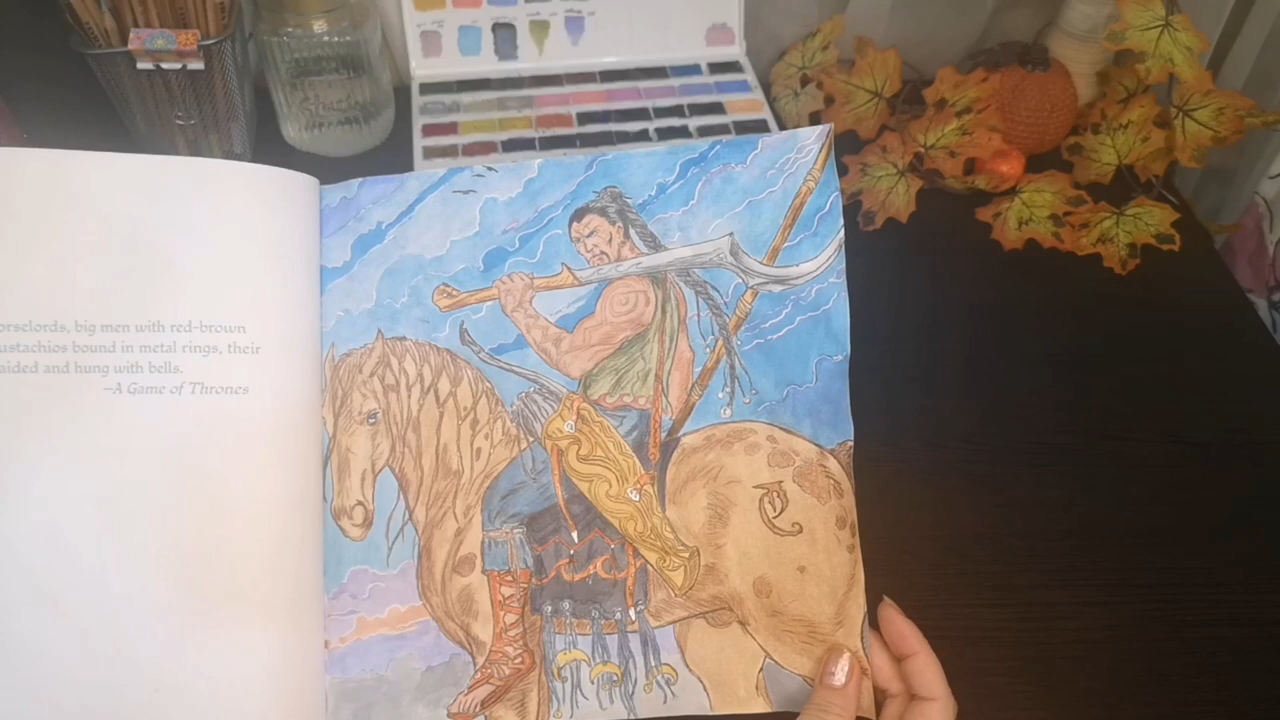 orselords, big men with red-brown
ustachios bound in metal rings, their
aided and hung with bells.
—A Game of Thrones